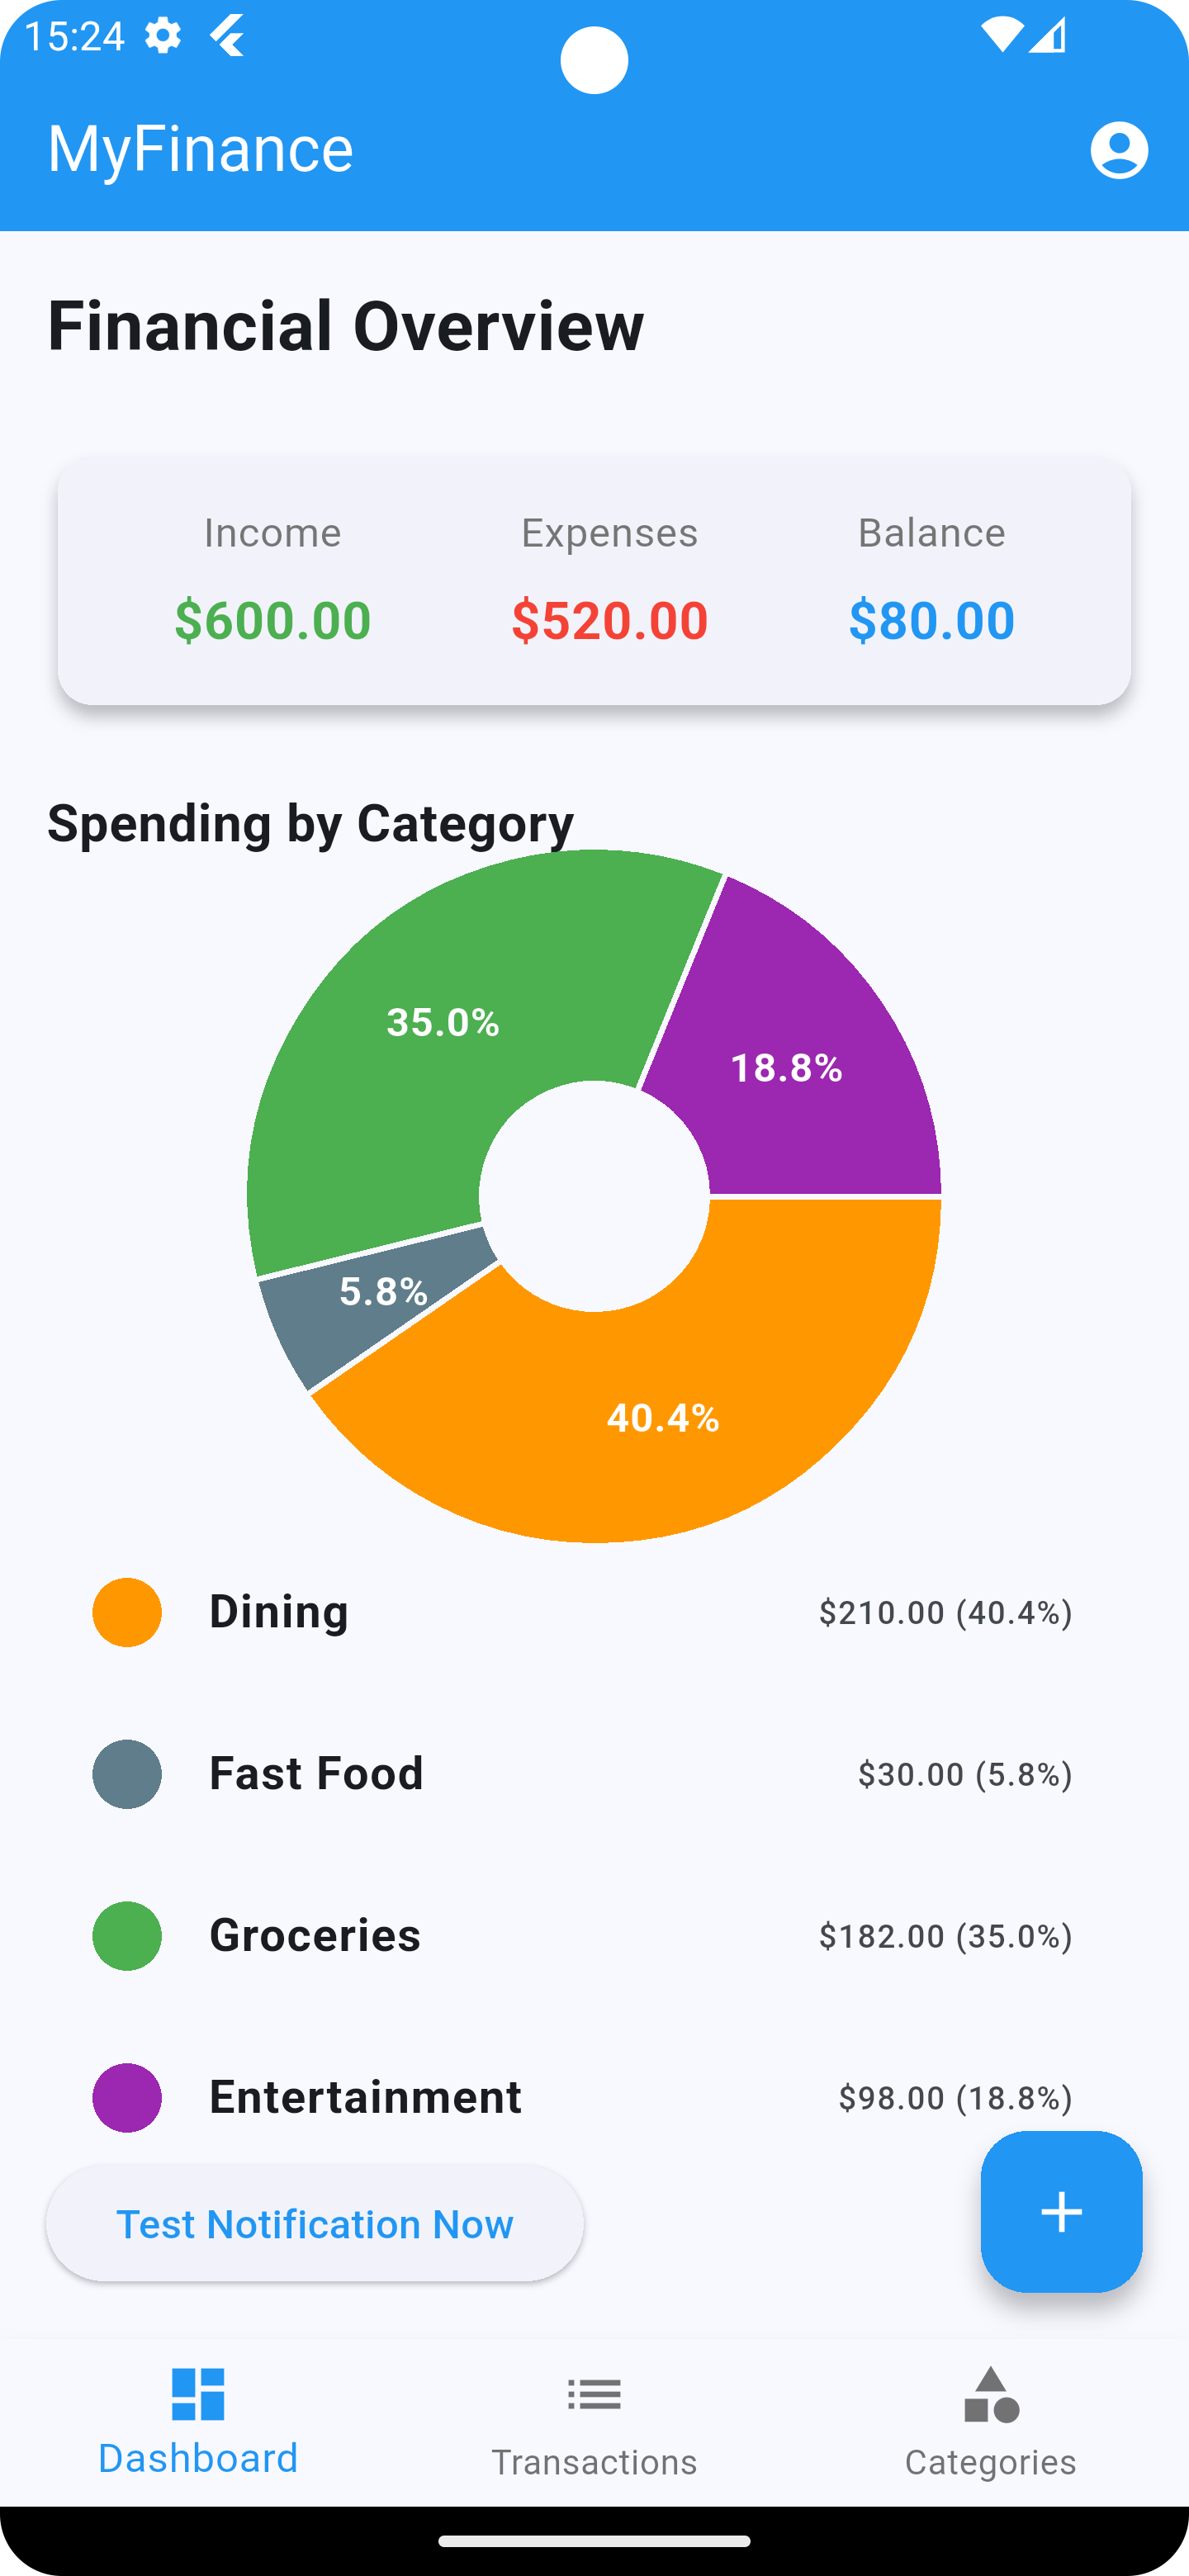 15:24
MyFinance
Financial Overview
Income Expenses Balance
$600.00 $520.00 $80.00
Spending by Category
35.0%
18.8%
5.8%
40.4%
Dining $210.00 (40.4%)
Fast Food $30.00 (5.8%)
Groceries $182.00 (35.0%)
Entertainment $98.00 (18.8%)
Test Notification Now
+
Dashboard Transactions Categories